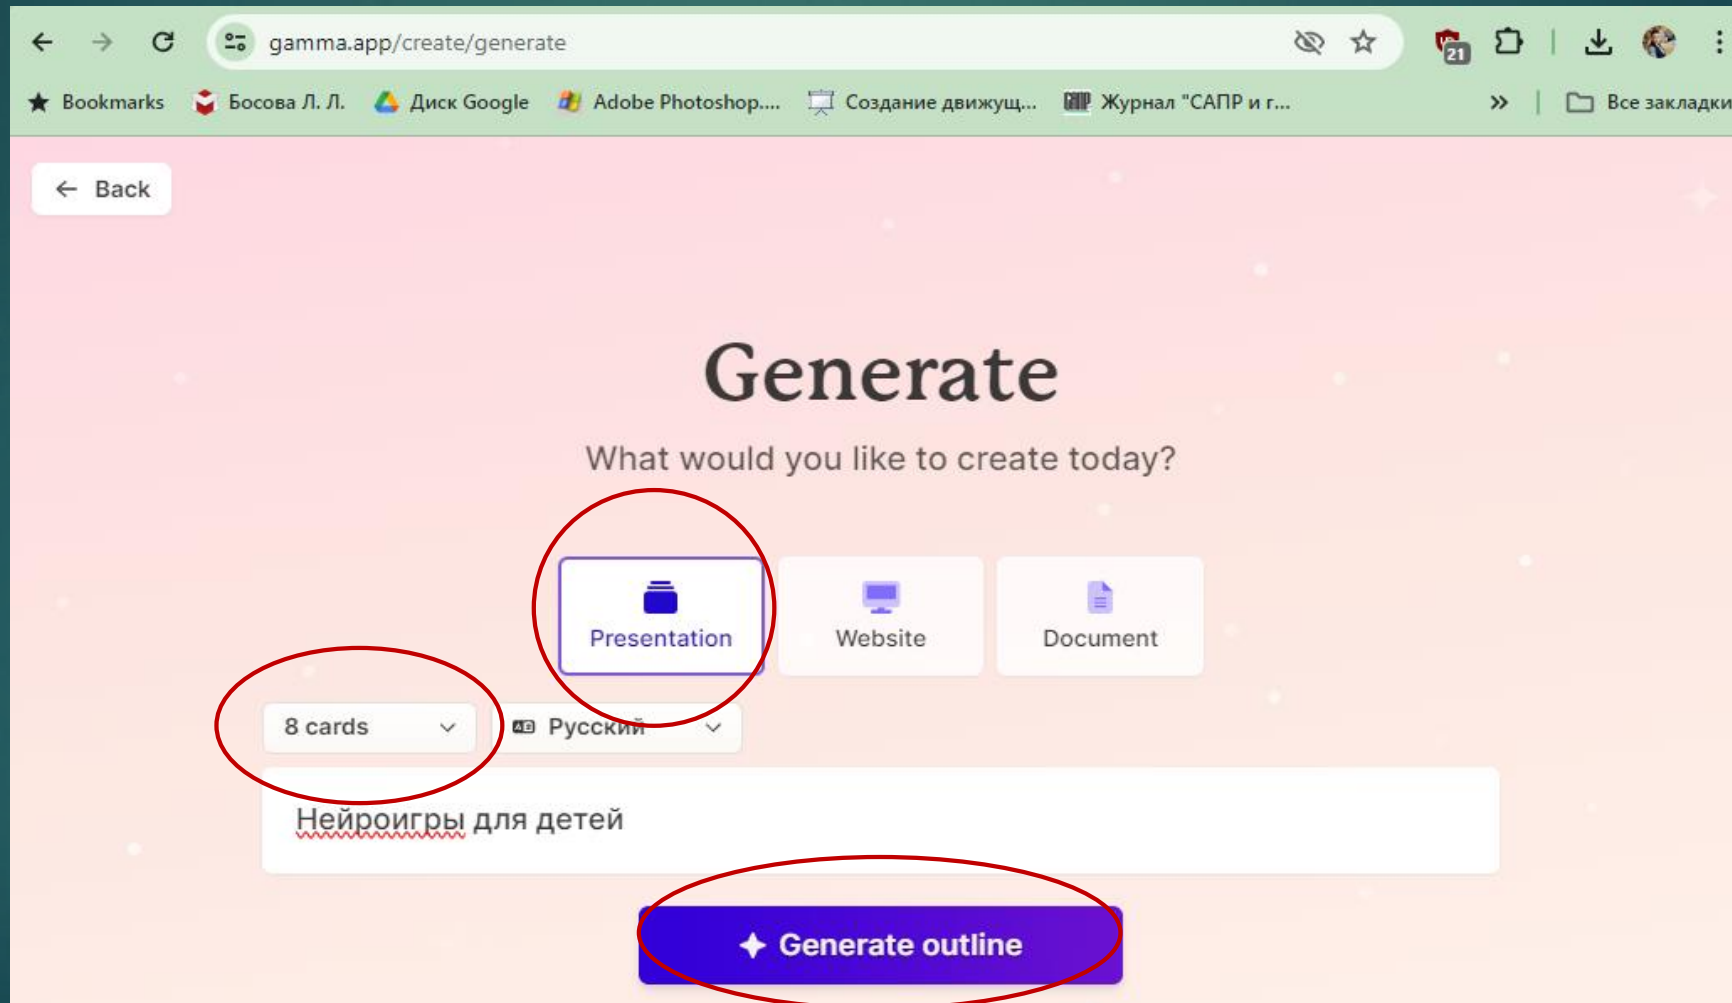 gamma.app/create/generate
21
Bookmarks Босова Л. Л. Диск Google Adobe Photoshop.... Создание движущ... Журнал "САПР и г... » Все закладки
← Back
Generate
What would you like to create today?
Presentation Website Document
8 cards Русский
Нейроигры для детей
Generate outline